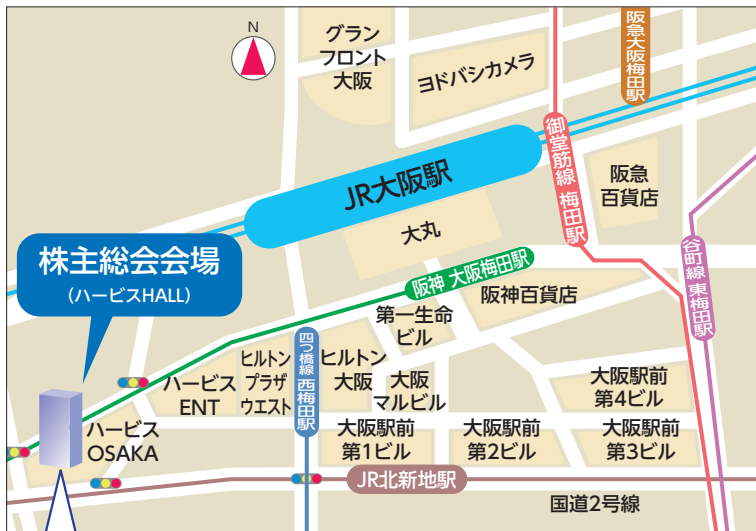 N
グラン
フロント
大阪
ヨドバシカメラ
阪急大阪梅田駅
御堂筋線 梅田駅
阪急
百貨店
JR大阪駅
大丸
谷町線 東梅田駅
株主総会会場
(ハービスHALL)
阪神 大阪梅田駅
阪神百貨店
第一生命
ビル
四つ橋線 西梅田駅
ヒルトン
プラザ
ウエスト
ヒルトン
大阪
大阪
マルビル
ハービス
ENT
大阪駅前
第4ビル
ハービス
OSAKA
大阪駅前
第1ビル
大阪駅前
第2ビル
大阪駅前
第3ビル
JR北新地駅
国道2号線